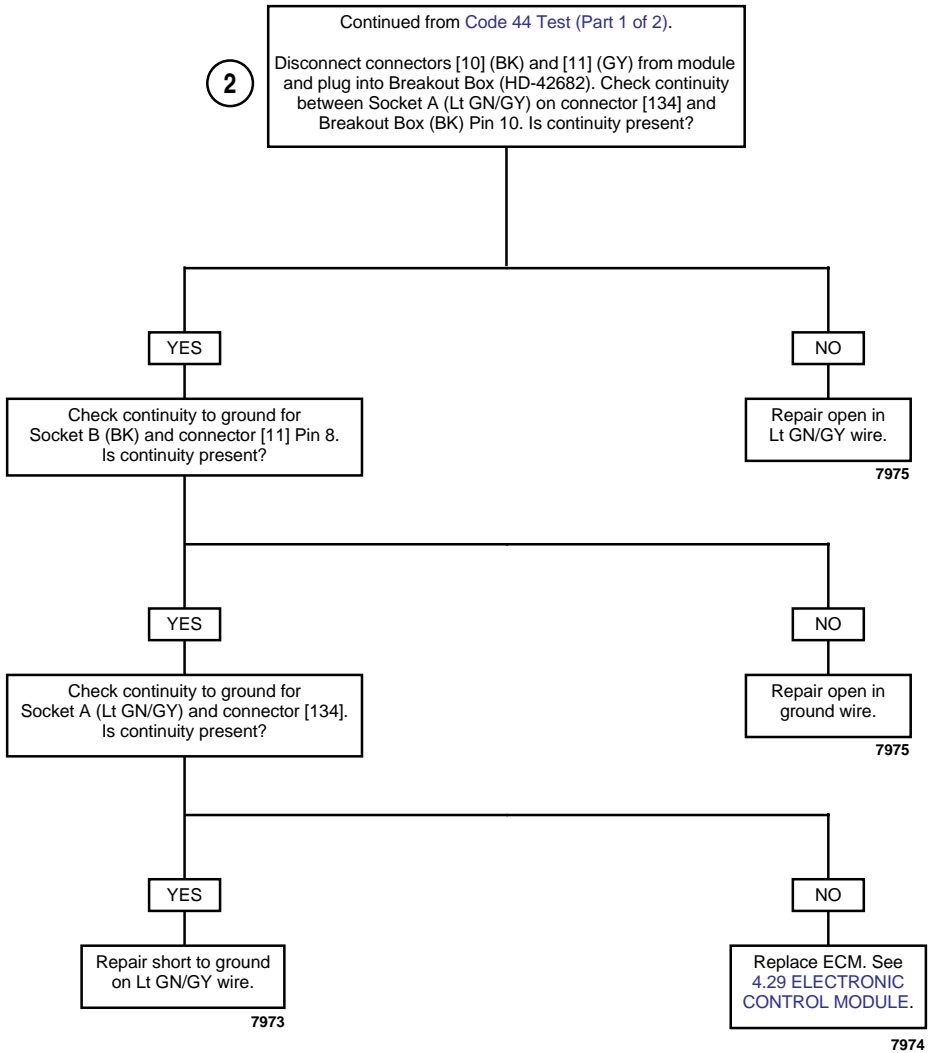 Continued from Code 44 Test (Part 1 of 2).
2
Disconnect connectors [10] (BK) and [11] (GY) from module
and plug into Breakout Box (HD-42682). Check continuity
between Socket A (Lt GN/GY) on connector [134] and
Breakout Box (BK) Pin 10. Is continuity present?
YES
NO
Check continuity to ground for
Socket B (BK) and connector [11] Pin 8.
Is continuity present?
Repair open in
Lt GN/GY wire.
7975
YES
NO
Check continuity to ground for
Socket A (Lt GN/GY) and connector [134].
Is continuity present?
Repair open in
ground wire.
7975
YES
NO
Repair short to ground
on Lt GN/GY wire.
7973
Replace ECM. See
4.29 ELECTRONIC
CONTROL MODULE.
7974